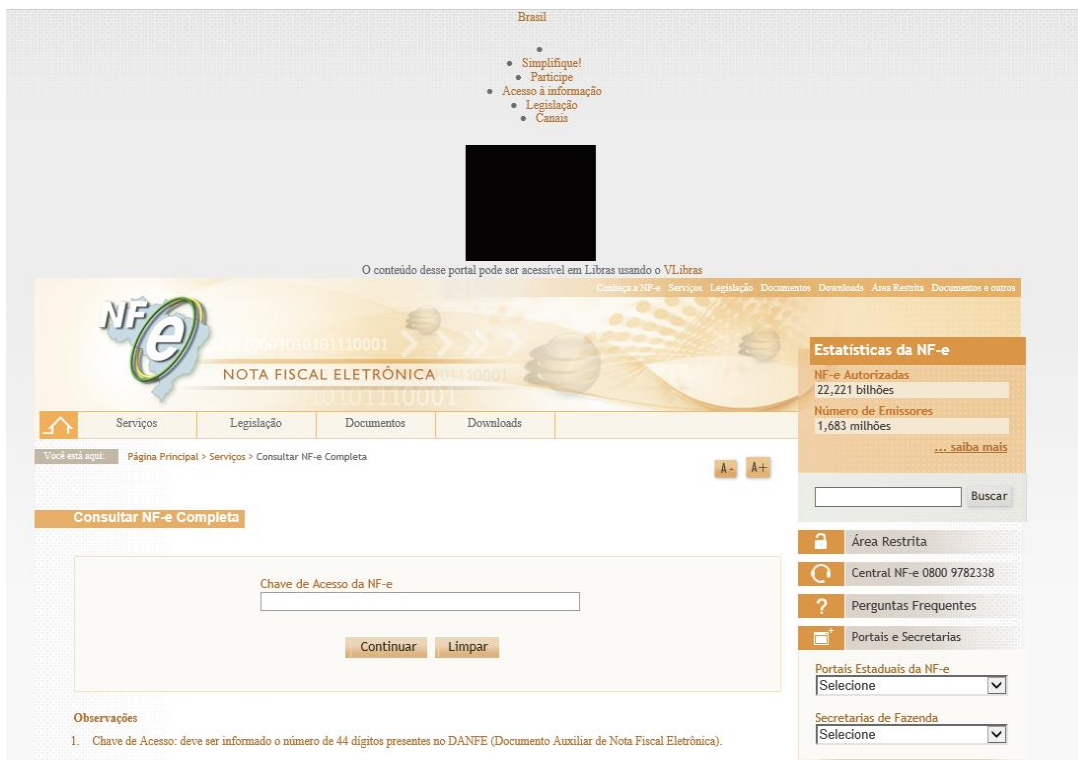 Brasil
Simplifique!
Participe
Acesso à informação
Legislação
Canais
O conteúdo desse portal pode ser acessível em Libras usando o VLibras
Conheça a NF-e Serviços Legislação Documentos Downloads Área Restrita Documentos e outros
NF
e
NOTA FISCAL ELETRÔNICA
Estatísticas da NF-e
NF-e Autorizadas
22,221 bilhões
Número de Emissores
1,683 milhões
... saiba mais
Serviços Legislação Documentos Downloads
Você está aqui: Página Principal > Serviços > Consultar NF-e Completa
A- A+
Buscar
Consultar NF-e Completa
Chave de Acesso da NF-e
Continuar Limpar
Área Restrita
Central NF-e 0800 9782338
? Perguntas Frequentes
Portais e Secretarias
Portais Estaduais da NF-e
Selecione
Secretarias de Fazenda
Selecione
Observações
1. Chave de Acesso: deve ser informado o número de 44 dígitos presentes no DANFE (Documento Auxiliar de Nota Fiscal Eletrônica).